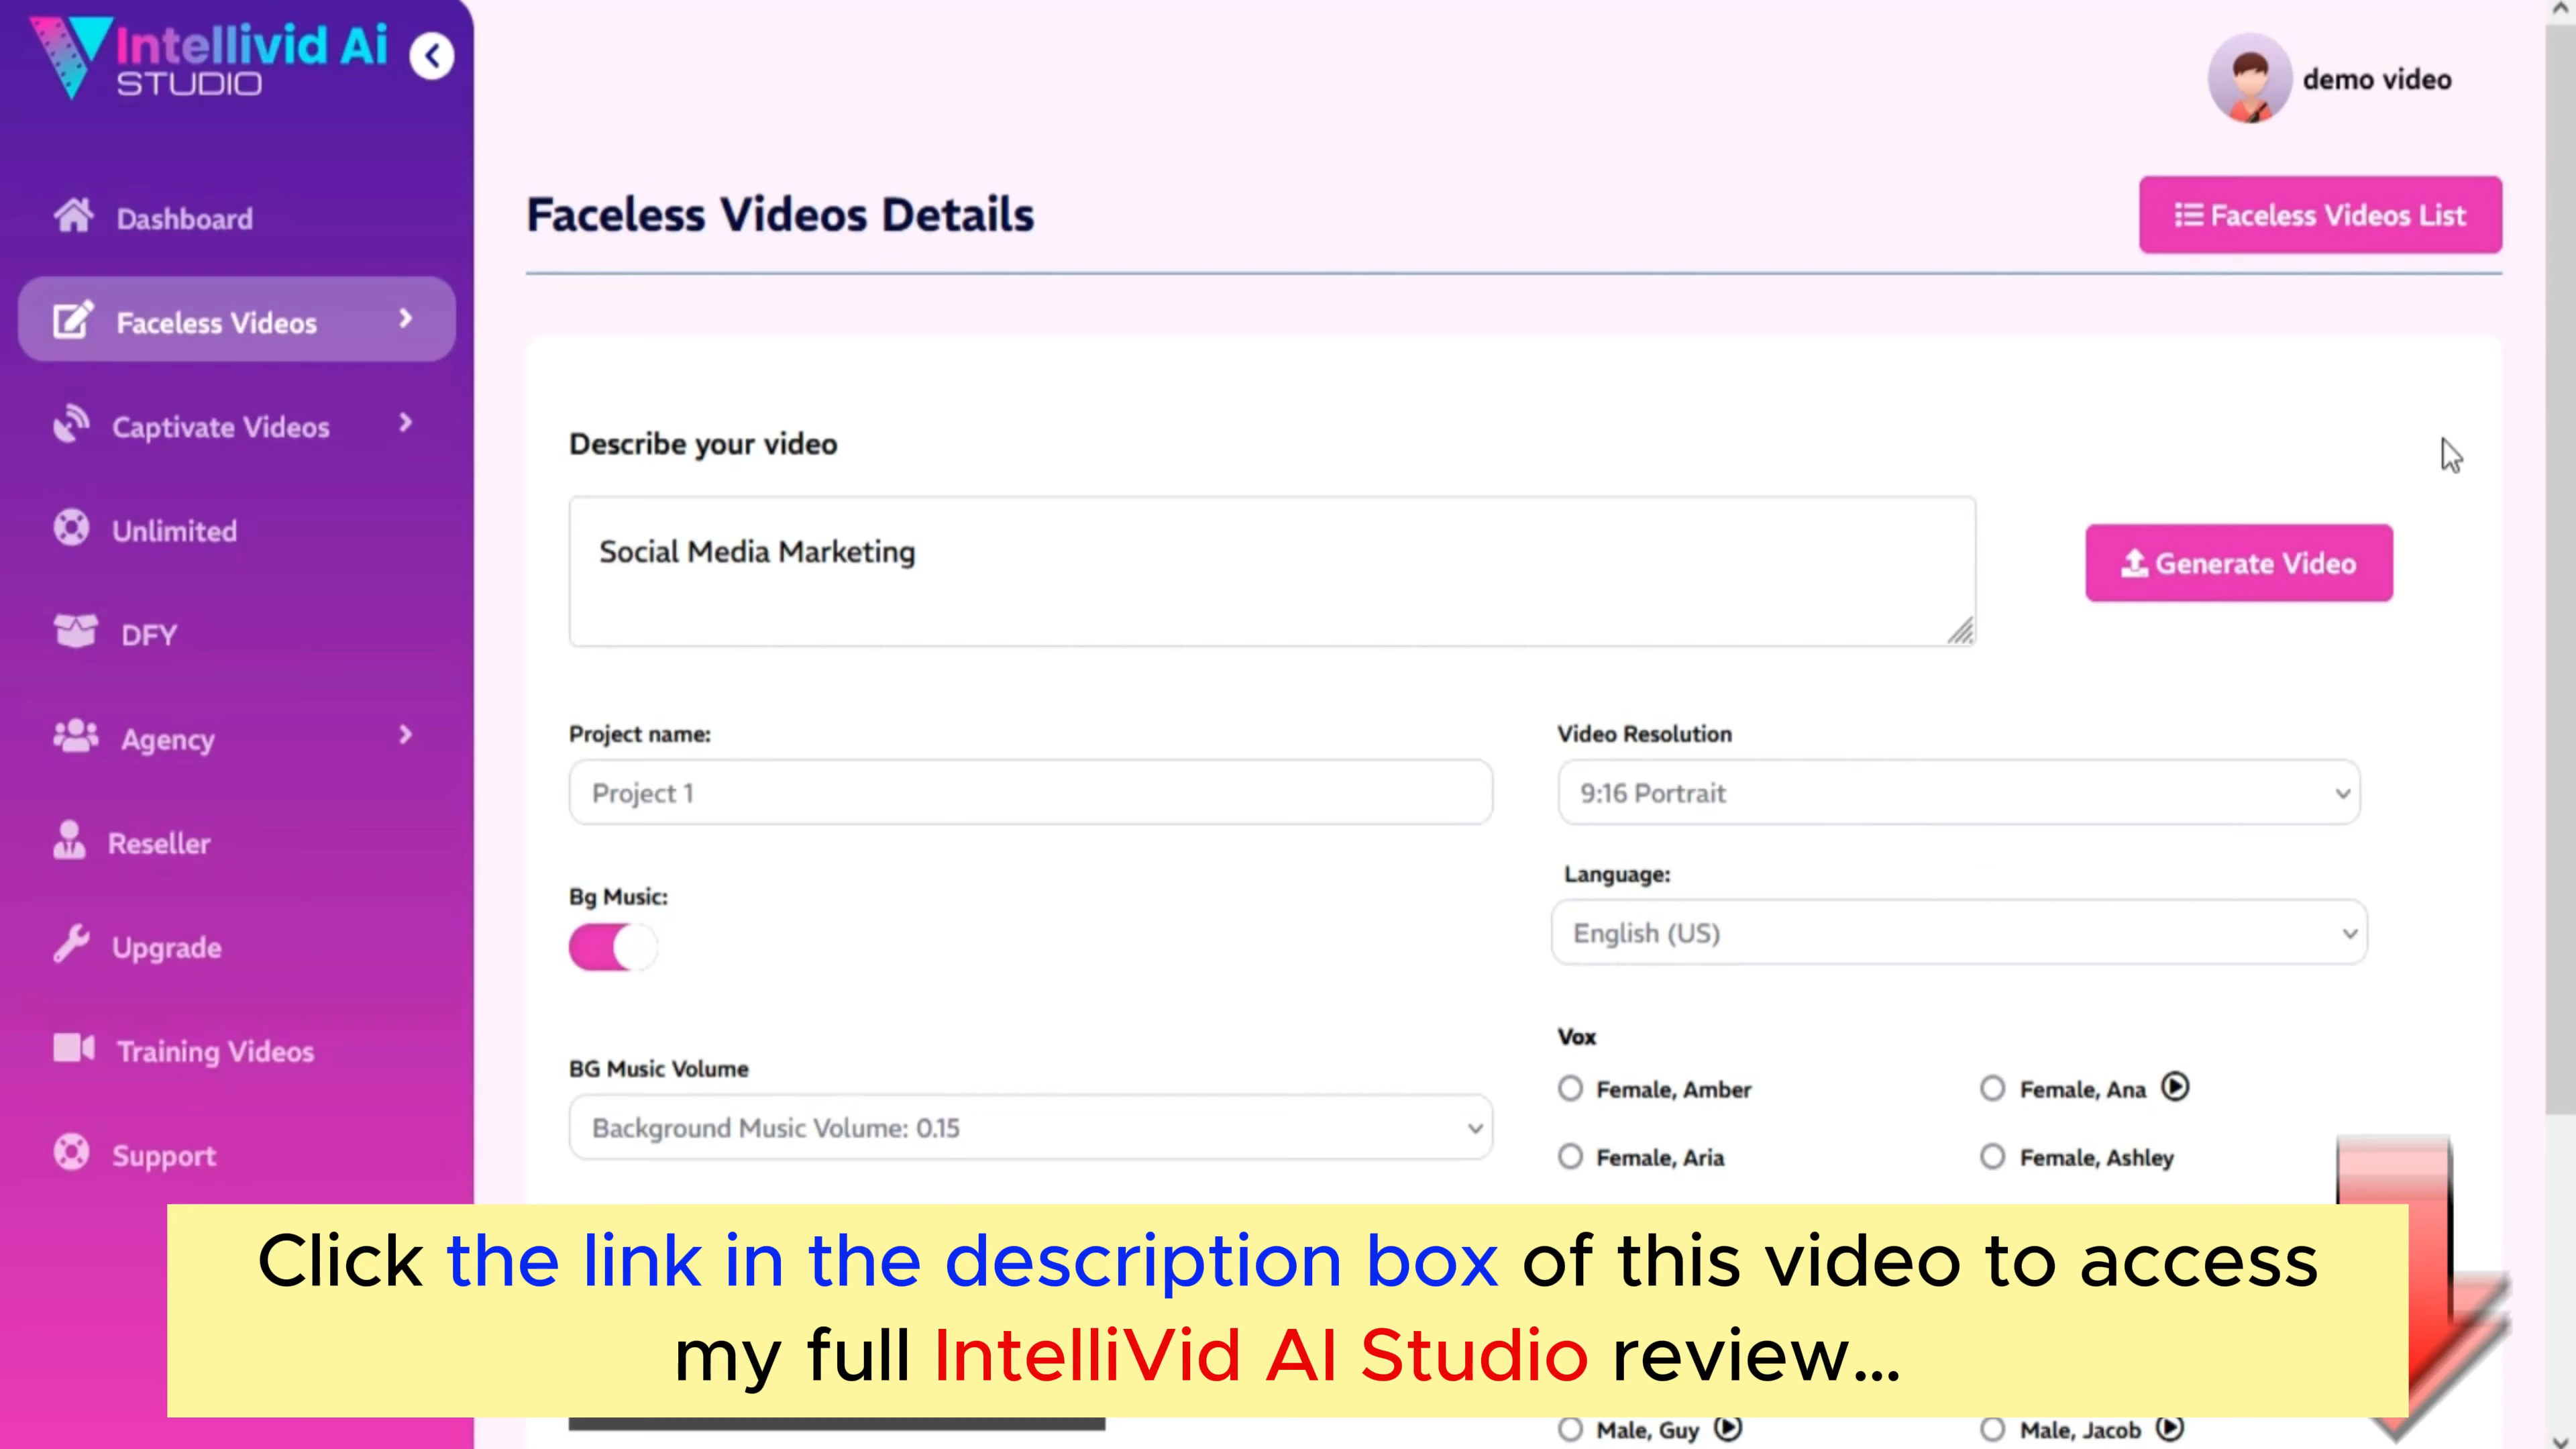 Intellivid Ai
STUDIO
demo video
Dashboard
Faceless Videos
Captivate Videos
Unlimited
DFY
Agency
Reseller
Upgrade
Training Videos
Support
Faceless Videos Details
Faceless Videos List
Describe your video
Social Media Marketing
Generate Video
Project name:
Project 1
Video Resolution
9:16 Portrait
Bg Music:
Language:
English (US)
BG Music Volume
Background Music Volume: 0.15
Vox
Female, Amber
Female, Ana
Female, Aria
Female, Ashley
Click the link in the description box of this video to access
my full IntelliVid AI Studio review...
Male, Guy
Male, Jacob